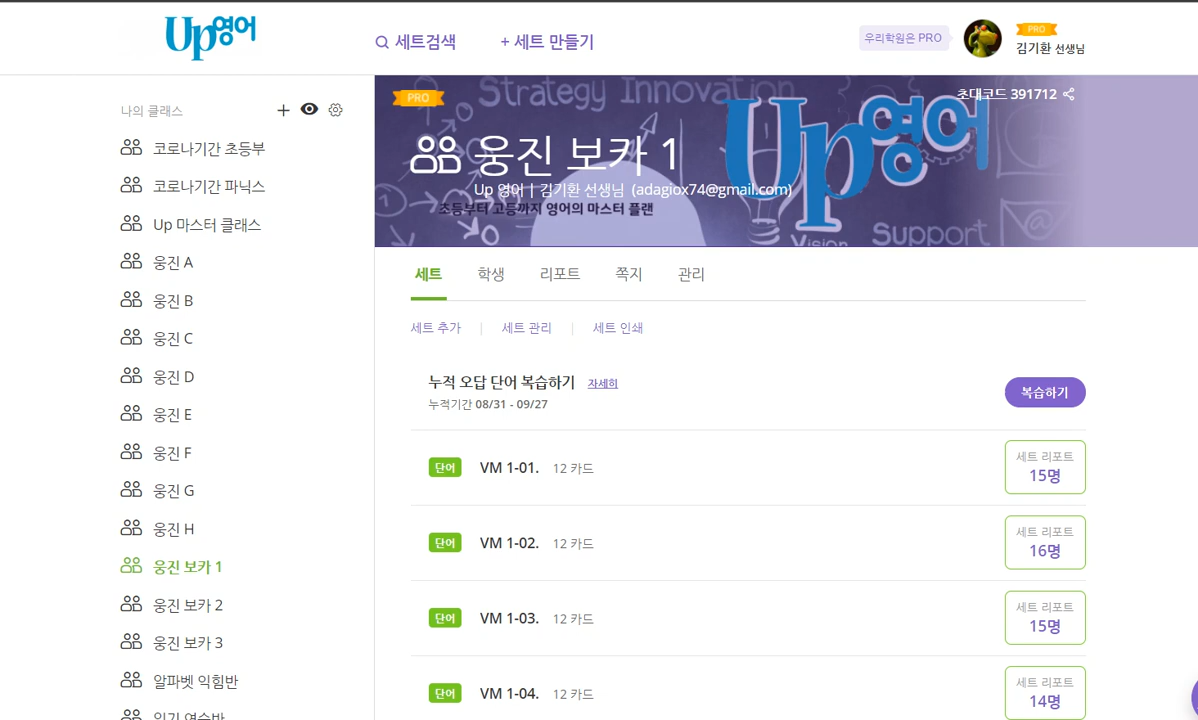 Up영어
세트검색
+ 세트 만들기
우리학원은 PRO
PRO
김기환 선생님
나의 클래스
코로나기간 초등부
코로나기간 파닉스
Up 마스터 클래스
웅진 A
웅진 B
웅진 C
웅진 D
웅진 E
웅진 F
웅진 G
웅진 H
웅진 보카 1
웅진 보카 2
웅진 보카 3
알파벳 익힘반
PRO
Strategy Innovation
초대코드 391712
웅진 보카 1
Up영어
Up 영어 | 김기환 선생님 (adagiox74@gmail.com)
초등부터 고등까지 영어의 마스터 플랜
Vision
Support
세트 학생 리포트 쪽지 관리
세트 추가 | 세트 관리 | 세트 인쇄
누적 오답 단어 복습하기 자세히
누적기간 08/31 - 09/27
복습하기
단어 VM 1-01. 12 카드
세트 리포트
15명
단어 VM 1-02. 12 카드
세트 리포트
16명
단어 VM 1-03. 12 카드
세트 리포트
15명
단어 VM 1-04. 12 카드
세트 리포트
14명